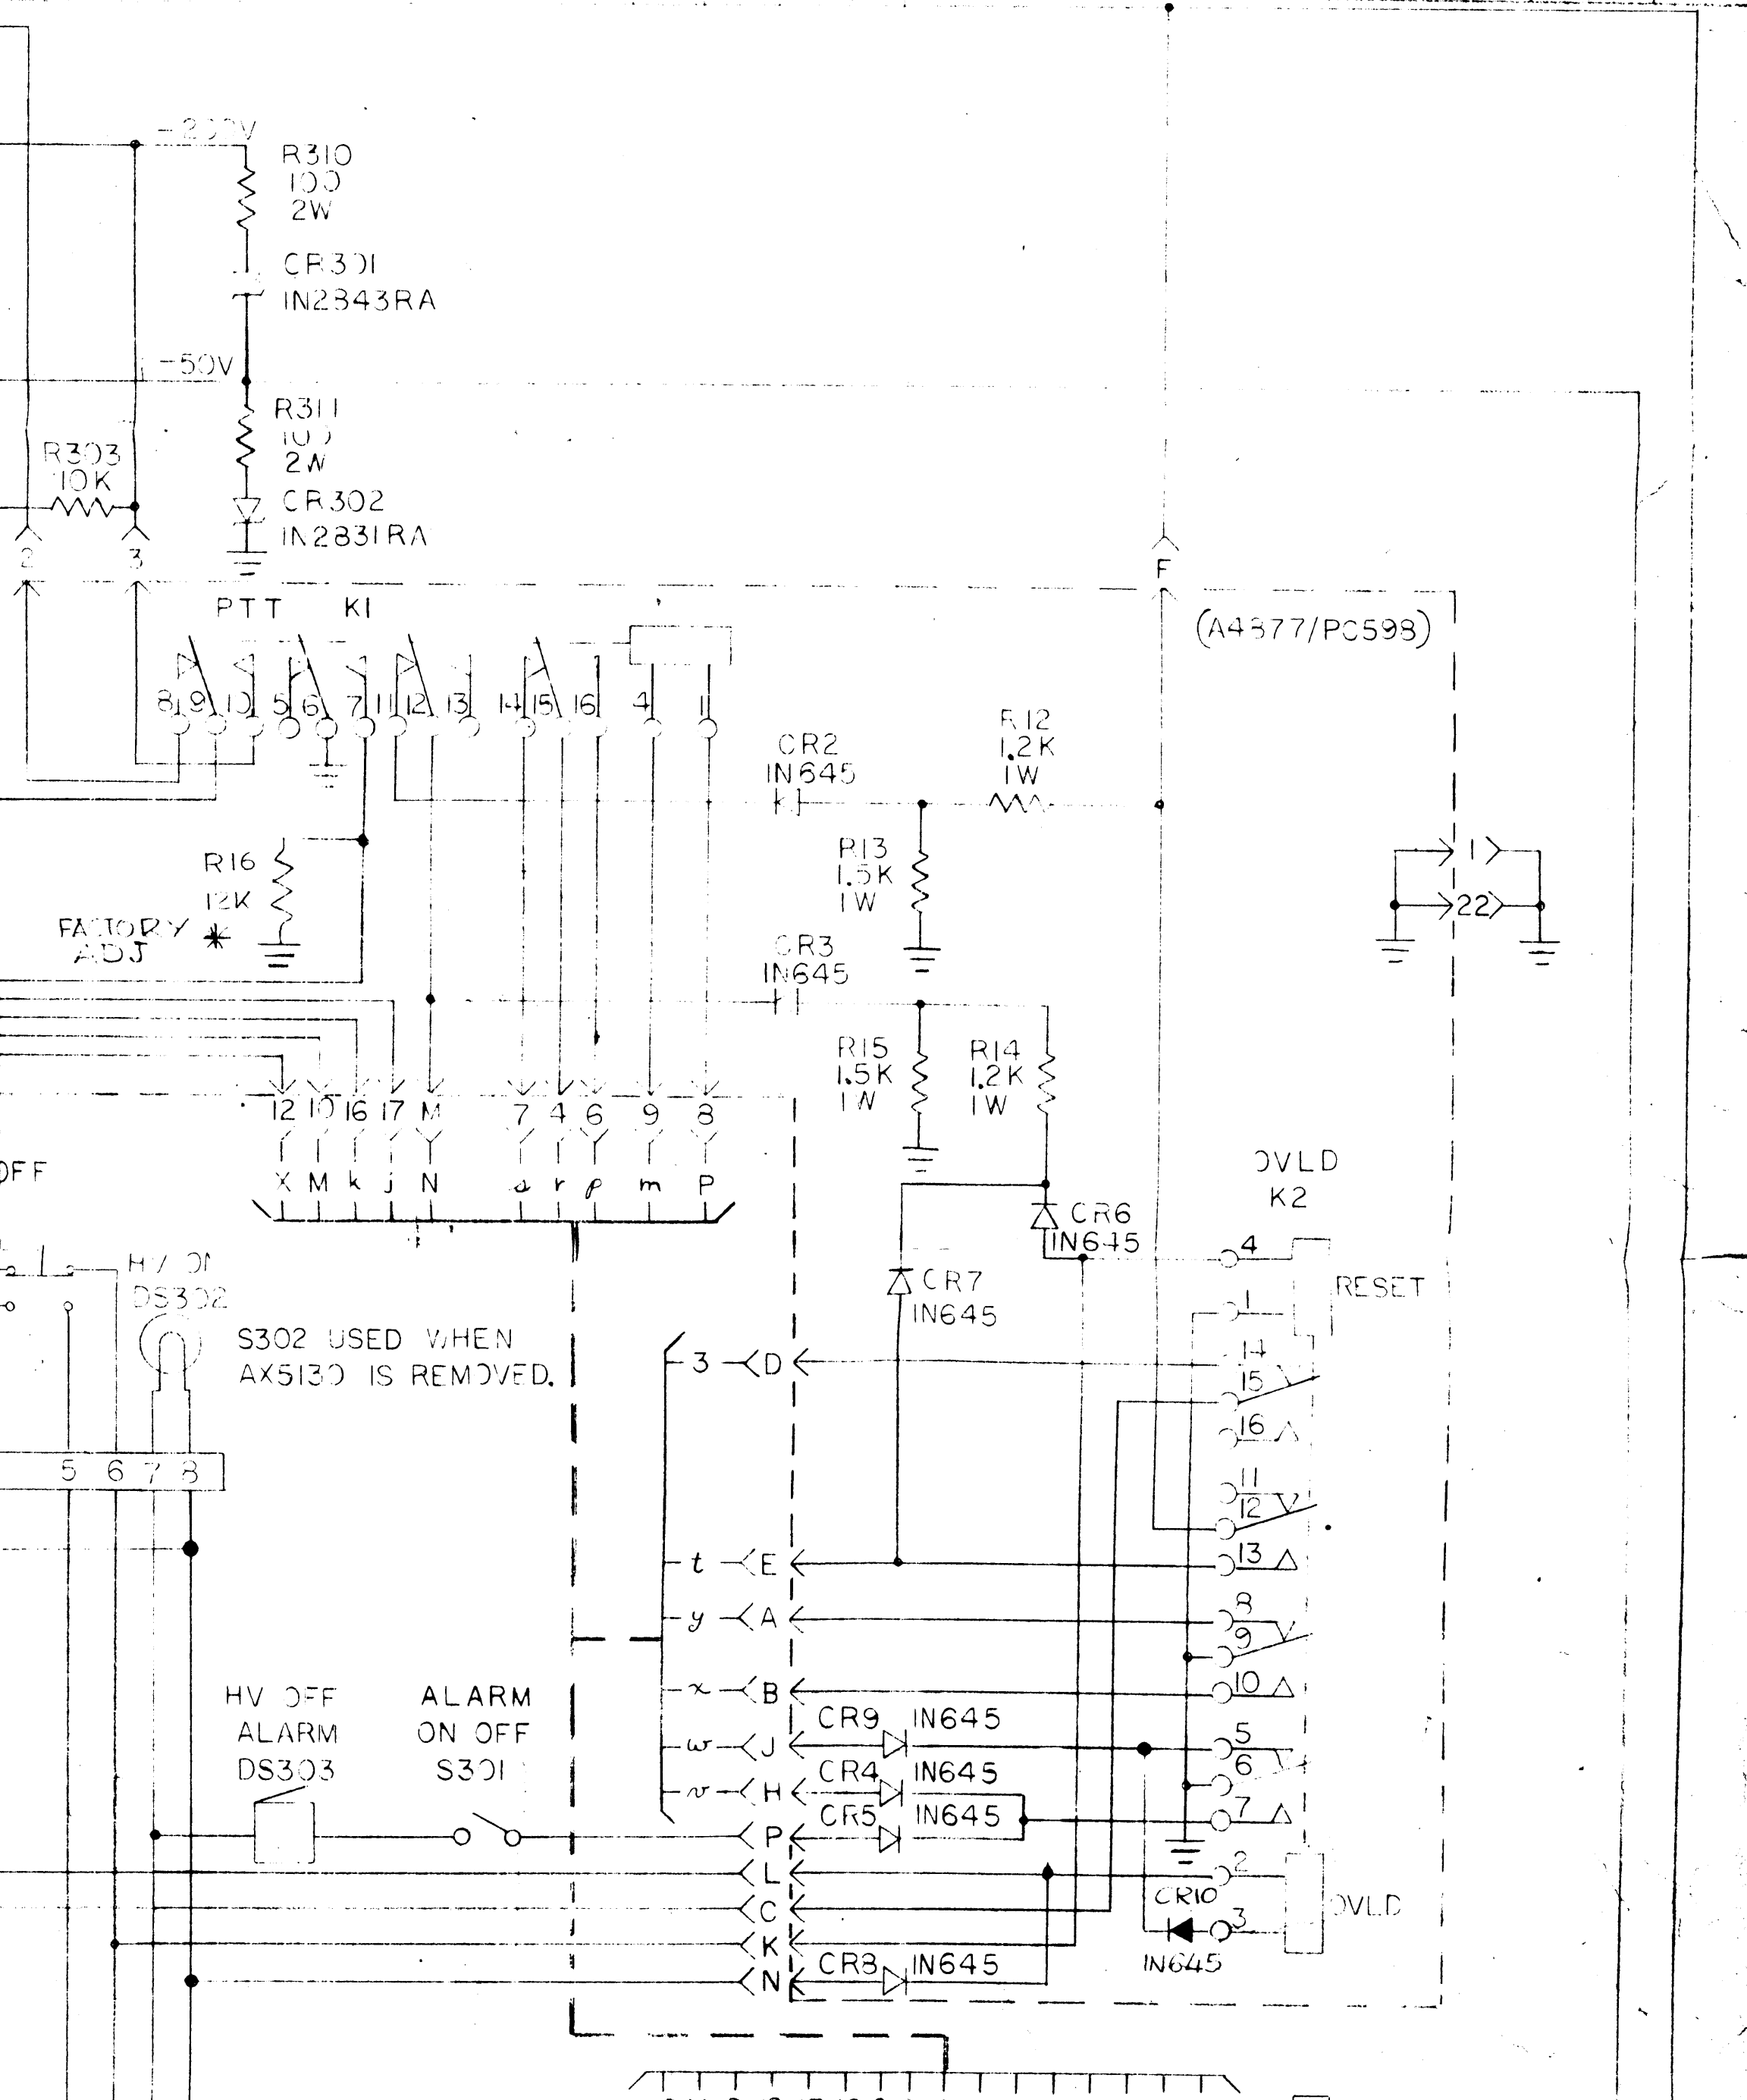 -200V
R310
100
2W
CR301
IN2843RA
-50V
R311
100
2W
R303
10K
CR302
IN2831RA
2
3
F
PTT K1
(A4877/PC598)
8 9 10 5 6 7 11 12 13 14 15 16 4 1
CR2
IN645
R12
1.2K
1W
R13
1.5K
1W
1
22
R16
12K
FACTORY
ADJ *
CR3
IN645
R15
1.5K
1W
R14
1.2K
1W
12 10 16 17 M 7 4 6 9 8
X M k j N s r p m P
OFF
OVLD
K2
CR6
IN645
4
HV ON
DS302
CR7
IN645
RESET
1
S302 USED WHEN
AX5130 IS REMOVED.
3 D
14
15
16
5 6 7 8
11
12
t E
13
y A
8
9
x B
10
HV OFF
ALARM
DS303
ALARM
ON OFF
S301
w J
CR9 IN645
5
6
v H
CR4 IN645
7
P
CR5 IN645
L
2
CR10
C
3
OVLD
K
IN645
N
CR8 IN645